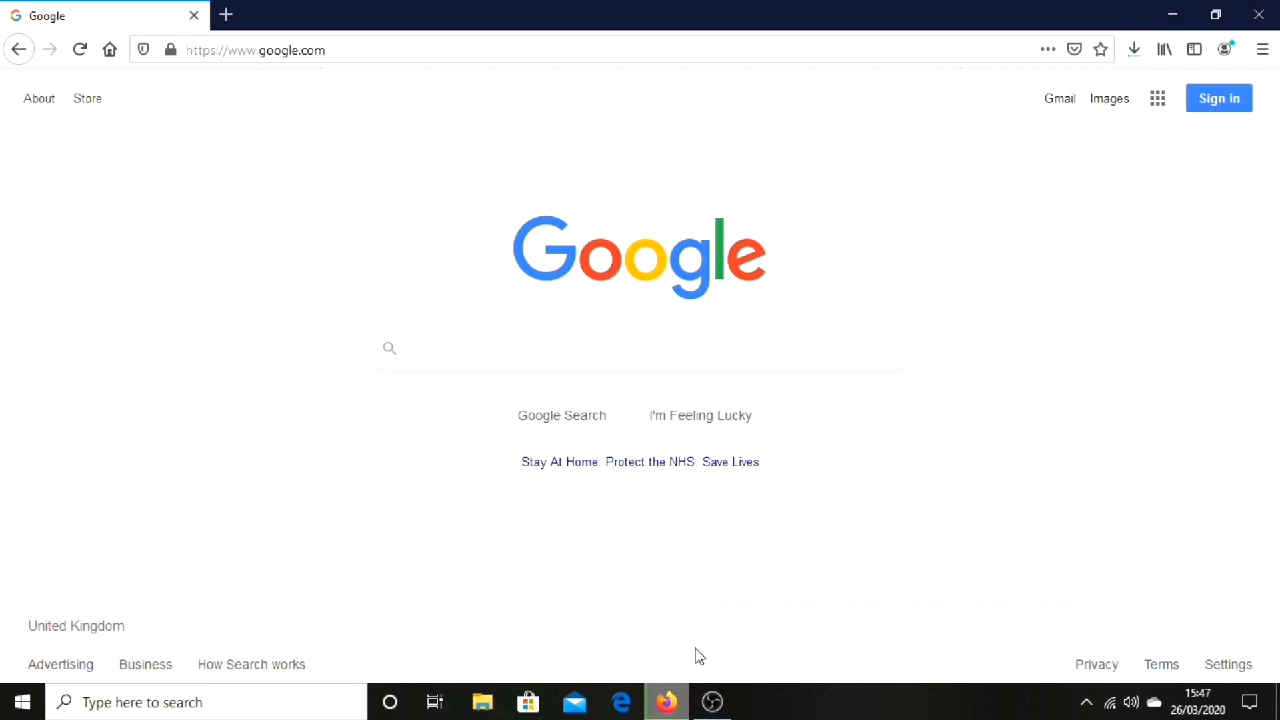 Google
https://www.google.com
About Store
Gmail Images Sign in
Google
Google Search I'm Feeling Lucky
Stay At Home. Protect the NHS. Save Lives
United Kingdom
Advertising Business How Search works
Privacy Terms Settings
Type here to search
15:47
26/03/2020